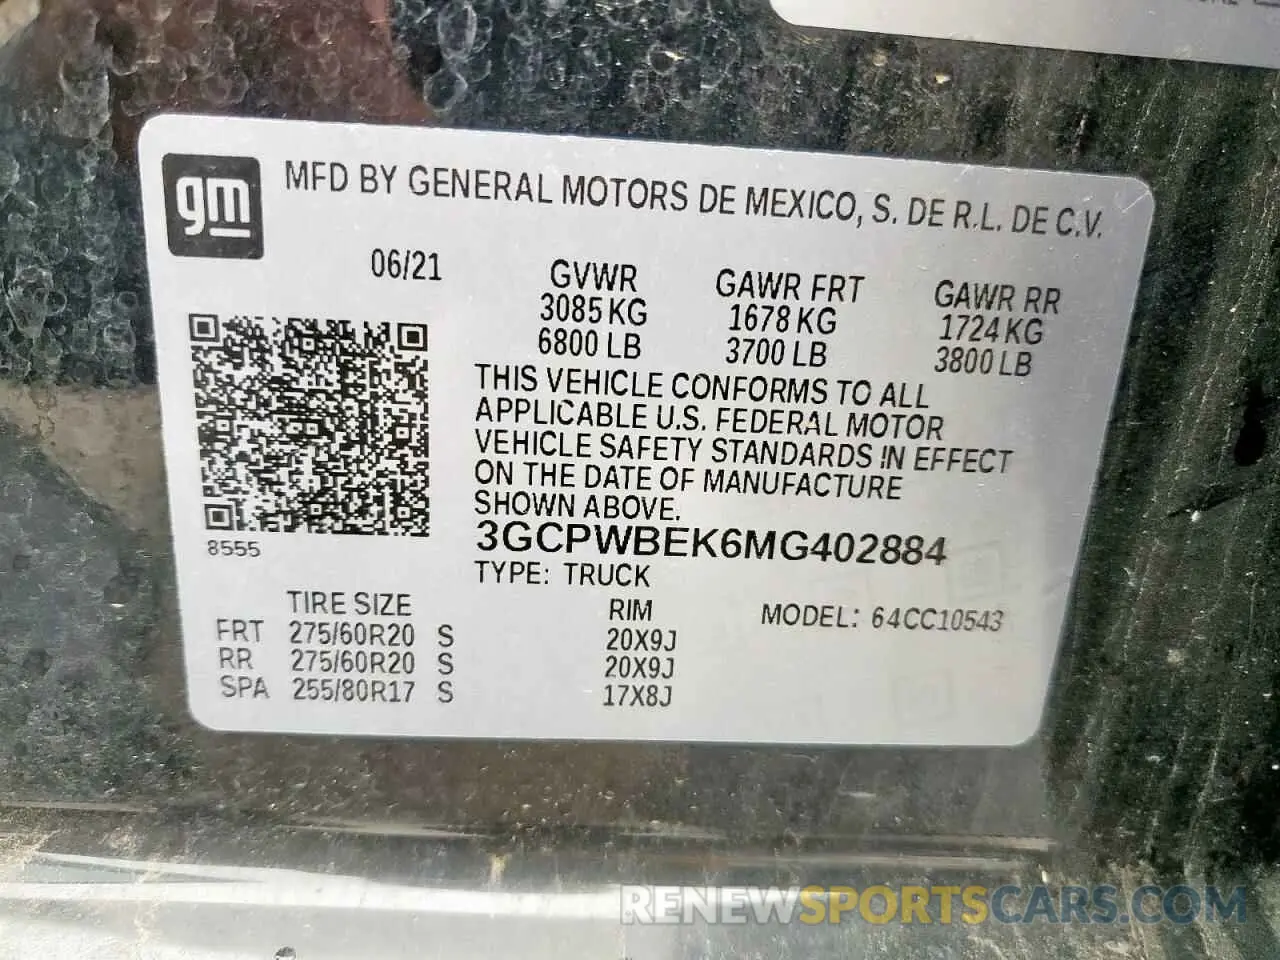 gm
MFD BY GENERAL MOTORS DE MEXICO, S. DE R.L. DE C.V.
06/21
GVWR GAWR FRT GAWR RR
3085 KG 1678 KG 1724 KG
6800 LB 3700 LB 3800 LB
THIS VEHICLE CONFORMS TO ALL
APPLICABLE U.S. FEDERAL MOTOR
VEHICLE SAFETY STANDARDS IN EFFECT
ON THE DATE OF MANUFACTURE
SHOWN ABOVE.
8555
3GCPWBEK6MG402884
TYPE: TRUCK
TIRE SIZE RIM MODEL: 64CC10543
FRT 275/60R20 S 20X9J
RR 275/60R20 S 20X9J
SPA 255/80R17 S 17X8J
RENEWSPORTSCARS.COM